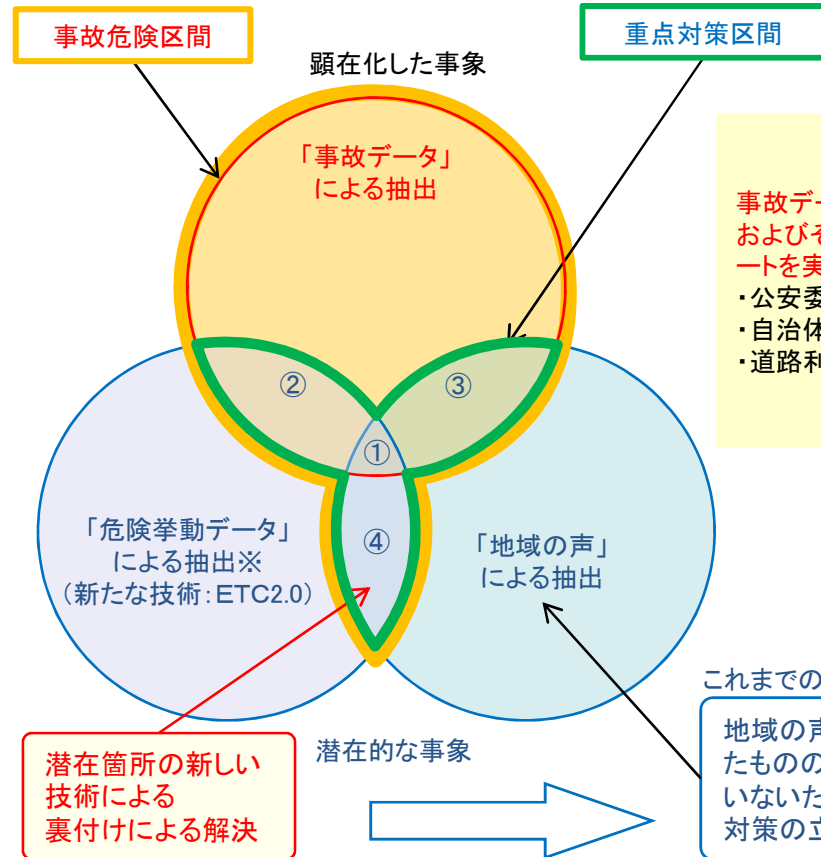 事故危険区間
重点対策区間
顕在化した事象
「事故データ」
による抽出
事故デー
およびそ
ートを実
・公安委
・自治体
・道路利
②
③
①
④
「危険挙動データ」
による抽出※
(新たな技術:ETC2.0)
「地域の声」
による抽出
これまでの
潜在箇所の新しい
技術による
裏付けによる解決
潜在的な事象
地域の声
たものの
いないた
対策の立